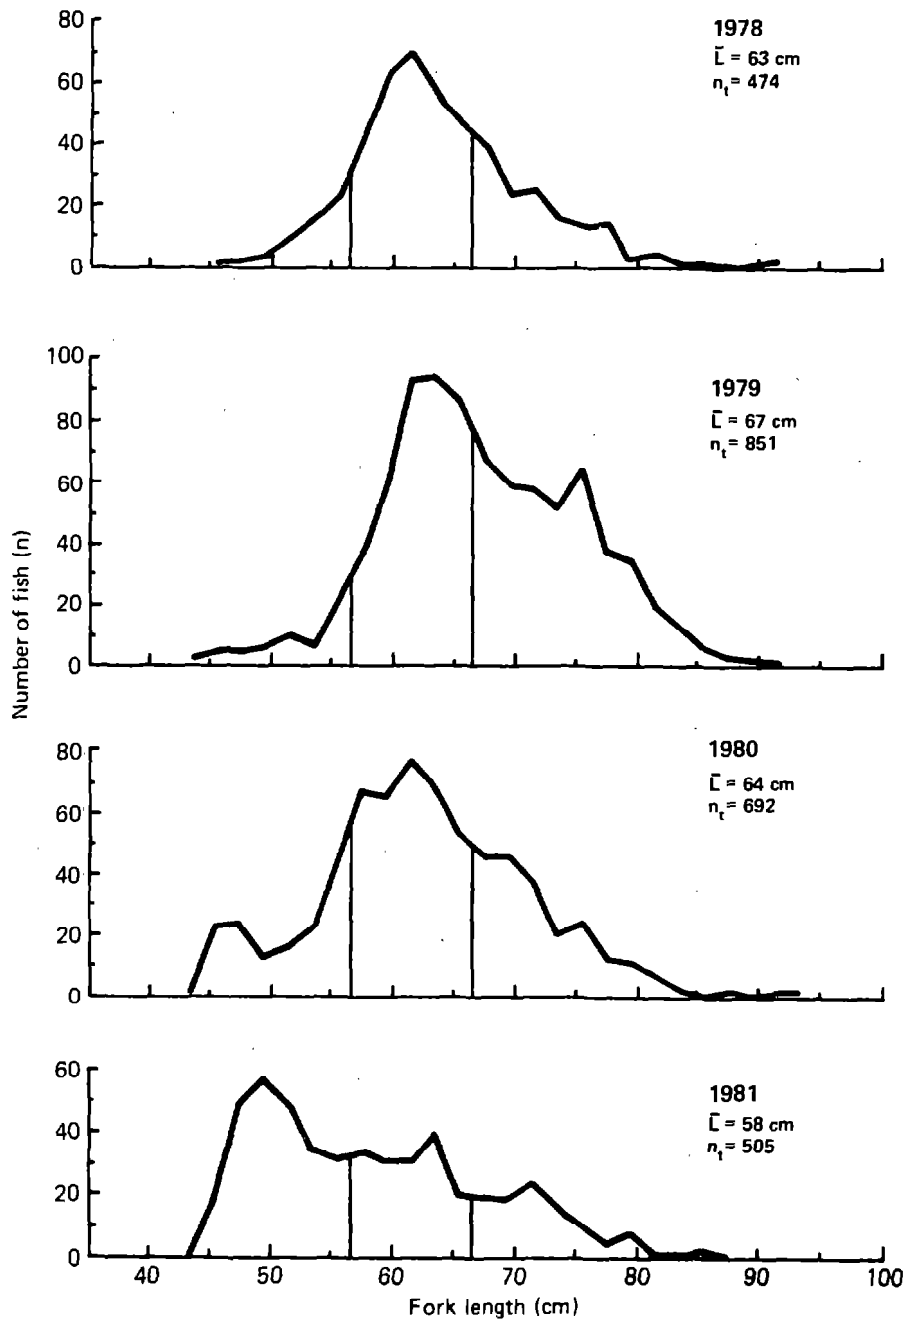 80
60
40
20
0
1978
L̄ = 63 cm
nₜ = 474
100
80
60
40
20
0
1979
L̄ = 67 cm
nₜ = 851
Number of fish (n)
80
60
40
20
0
1980
L̄ = 64 cm
nₜ = 692
60
40
20
0
1981
L̄ = 58 cm
nₜ = 505
40 50 60 70 80 90 100
Fork length (cm)